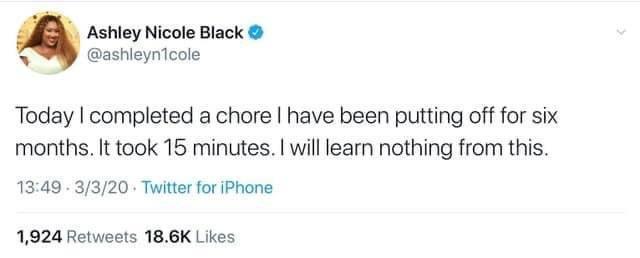 Ashley Nicole Black
@ashleyn1cole
Today I completed a chore I have been putting off for six
months. It took 15 minutes. I will learn nothing from this.
13:49 · 3/3/20 · Twitter for iPhone
1,924 Retweets 18.6K Likes